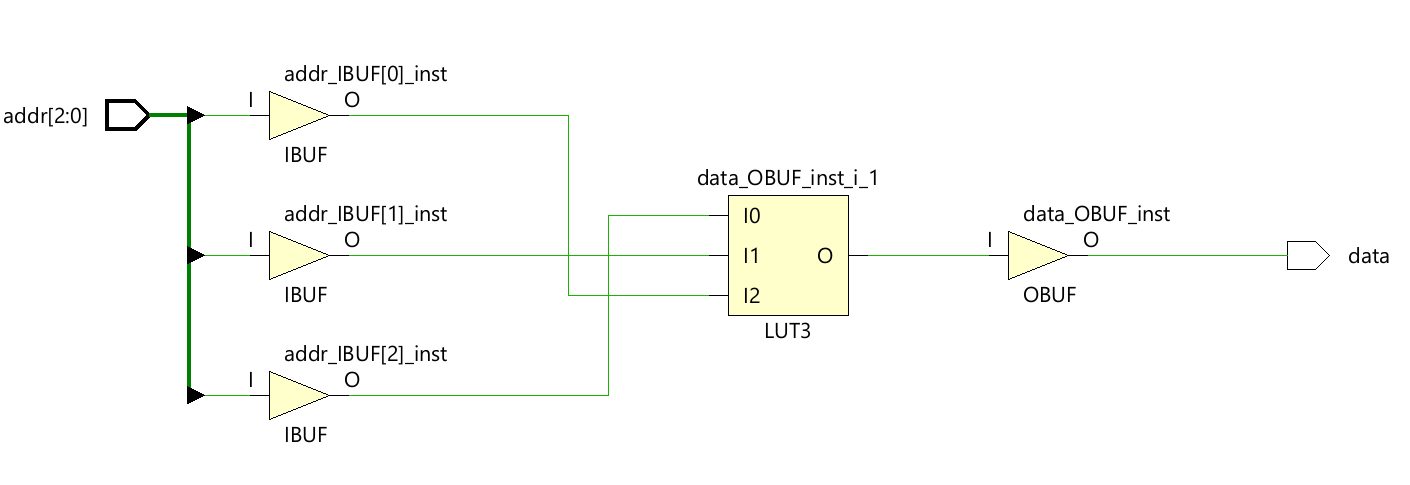 addr_IBUF[0]_inst
I
O
addr[2:0]
IBUF
data_OBUF_inst_i_1
addr_IBUF[1]_inst
I0
data_OBUF_inst
I
O
I1
O
I
O
data
IBUF
I2
OBUF
LUT3
addr_IBUF[2]_inst
I
O
IBUF